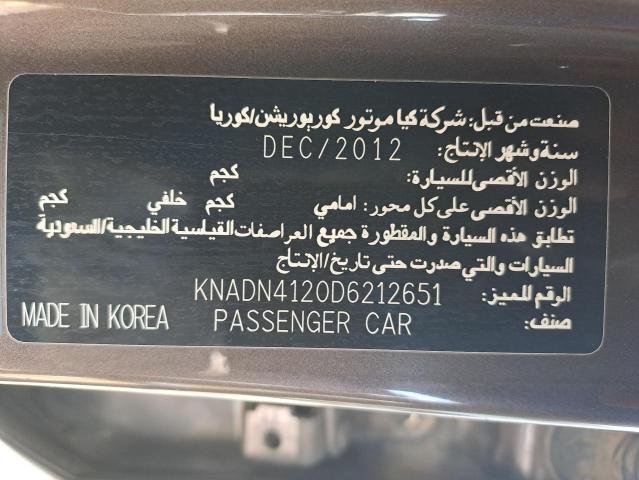 صنعت من قبل: شركة كيا موتور كوربوريشن/كوريا
سنة وشهر الإنتاج: DEC/2012
الوزن الأقصى للسيارة: كجم
الوزن الأقصى على كل محور: امامي كجم خلفي كجم
تطابق هذه السيارة والمقطورة جميع المراصفات القياسية الخليجية/السعودية
السيارات والتي صدرت حتى تاريخ/الإنتاج
الرقم المميز: KNADN4120D6212651
صنف: PASSENGER CAR MADE IN KOREA